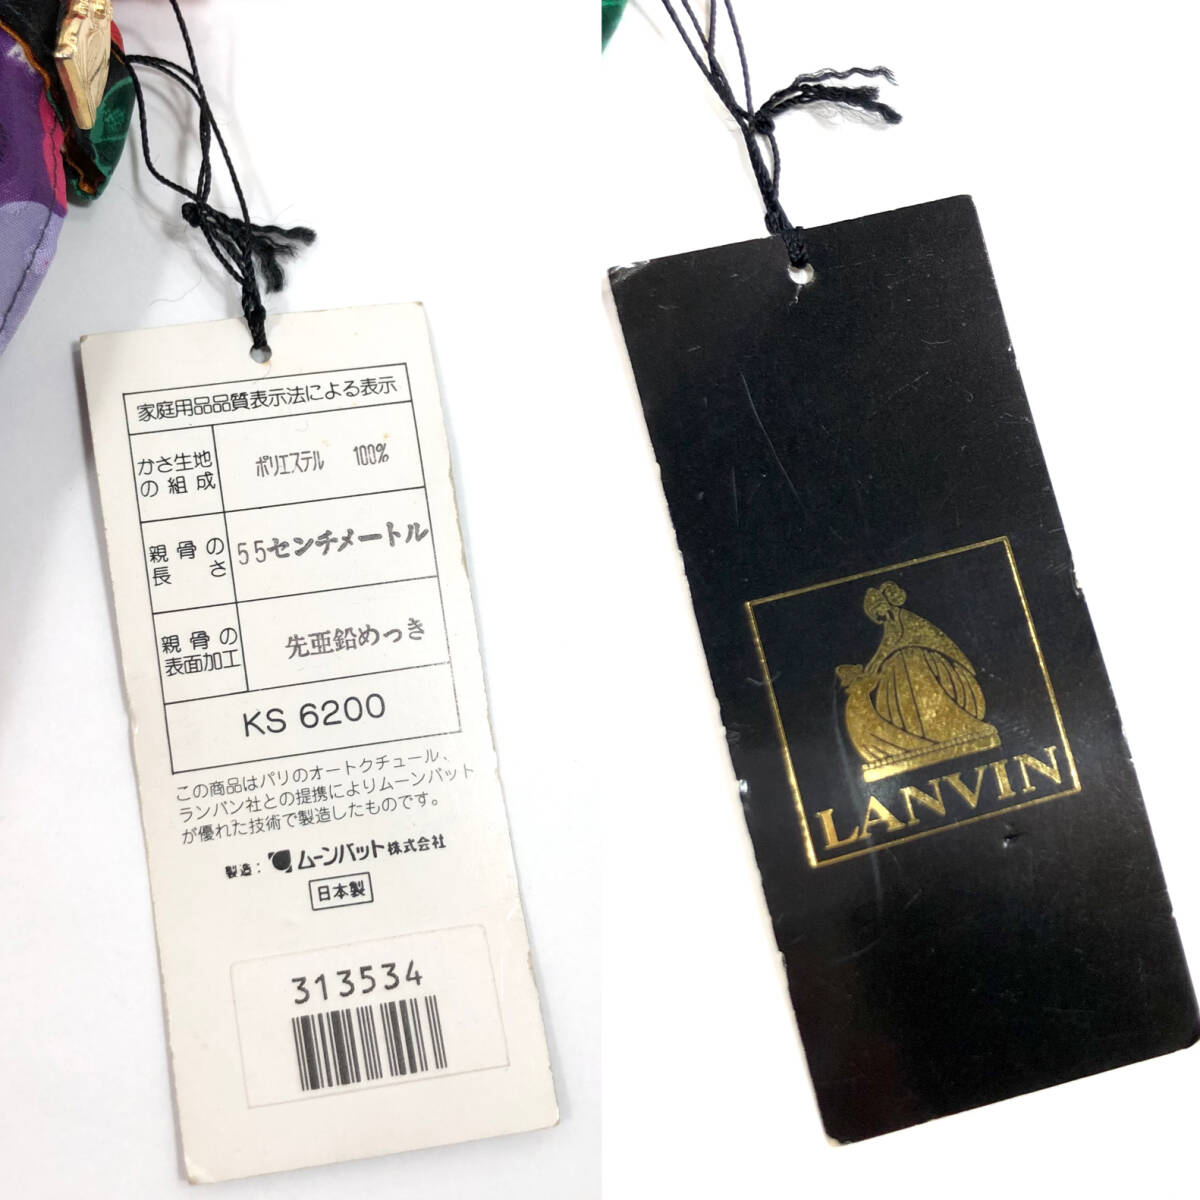 家庭用品品質表示法による表示
かさ生地
の組成
ポリエステル 100%
親骨の
長さ
55センチメートル
親骨の
表面加工
先亜鉛めっき
KS 6200
この商品はパリのオートクチュール、
ランバン社との提携によりムーンバット
が優れた技術で製造したものです。
製造: ムーンバット株式会社
日本製
313534
LANVIN